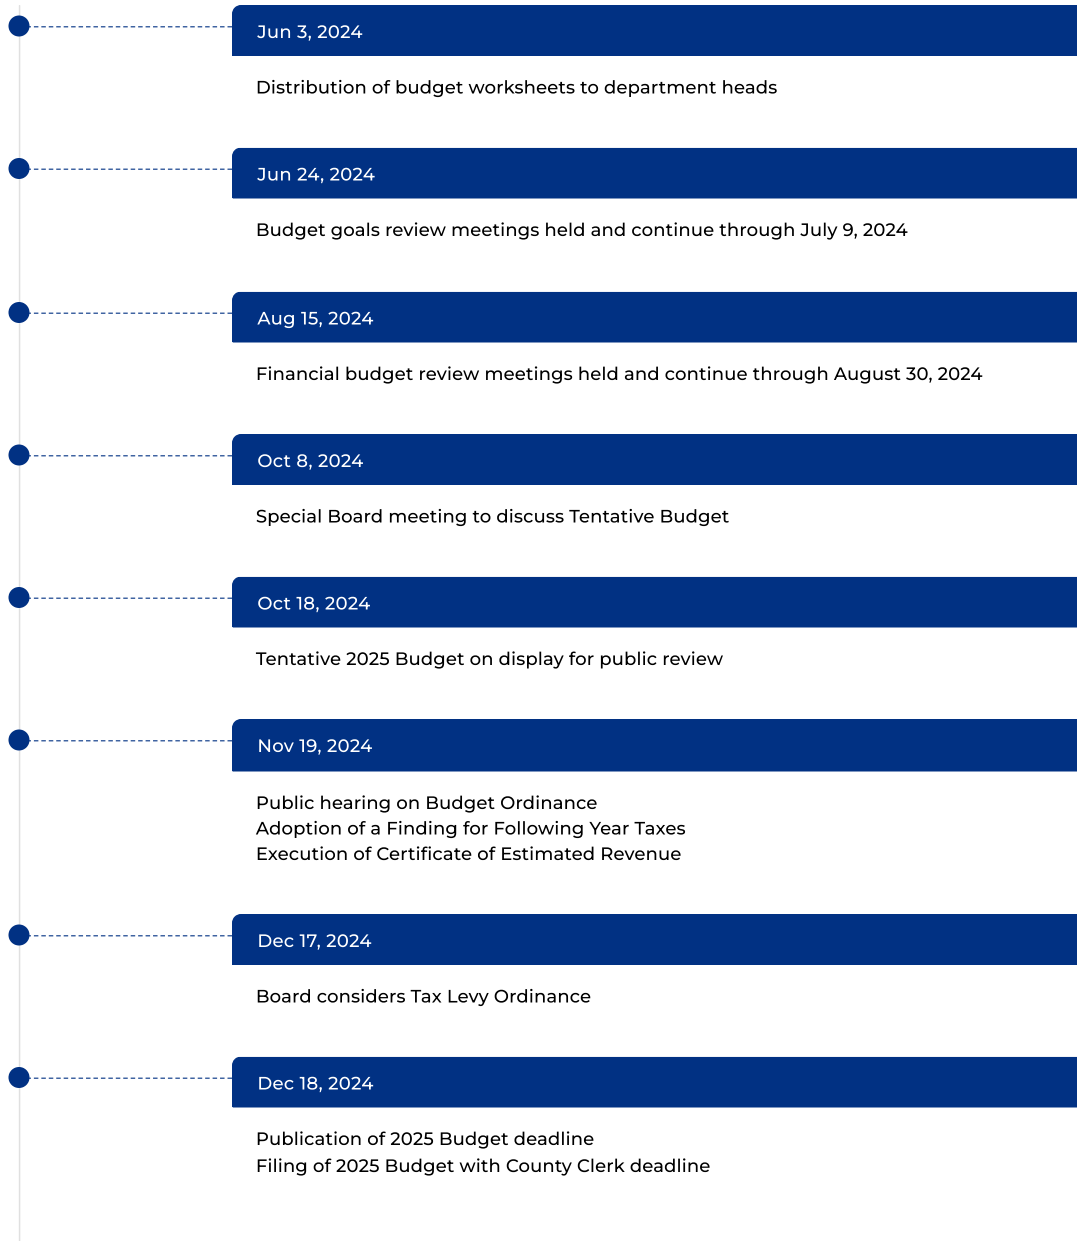 Jun 3, 2024
Distribution of budget worksheets to department heads
Jun 24, 2024
Budget goals review meetings held and continue through July 9, 2024
Aug 15, 2024
Financial budget review meetings held and continue through August 30, 2024
Oct 8, 2024
Special Board meeting to discuss Tentative Budget
Oct 18, 2024
Tentative 2025 Budget on display for public review
Nov 19, 2024
Public hearing on Budget Ordinance
Adoption of a Finding for Following Year Taxes
Execution of Certificate of Estimated Revenue
Dec 17, 2024
Board considers Tax Levy Ordinance
Dec 18, 2024
Publication of 2025 Budget deadline
Filing of 2025 Budget with County Clerk deadline